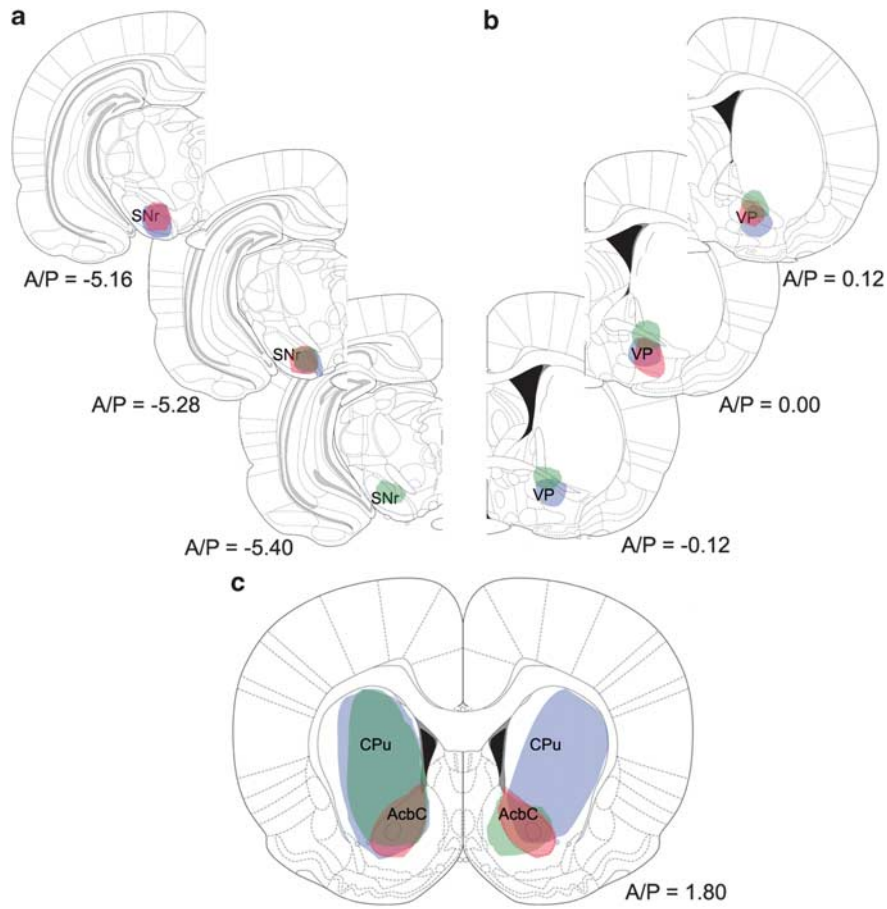 a
SNr
A/P = -5.16
SNr
A/P = -5.28
SNr
A/P = -5.40
b
VP
A/P = 0.12
VP
A/P = 0.00
VP
A/P = -0.12
c
CPu
CPu
AcbC
AcbC
A/P = 1.80